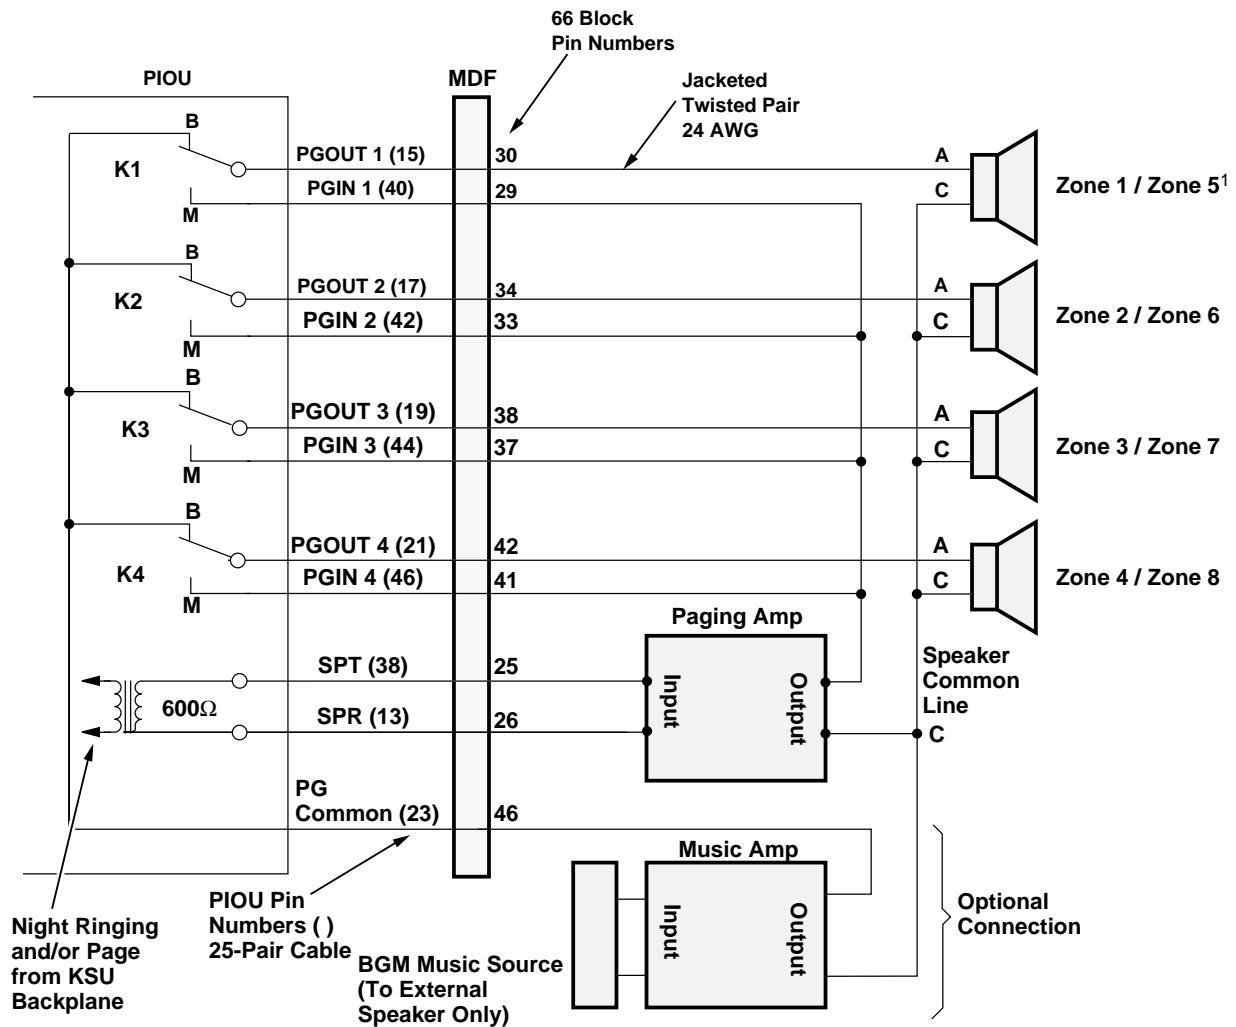 66 Block
Pin Numbers
PIOU
MDF
Jacketed
Twisted Pair
24 AWG
B
K1
M
PGOUT 1 (15)
30
PGIN 1 (40)
29
A
C
Zone 1 / Zone 5¹
B
K2
M
PGOUT 2 (17)
34
PGIN 2 (42)
33
A
C
Zone 2 / Zone 6
B
K3
M
PGOUT 3 (19)
38
PGIN 3 (44)
37
A
C
Zone 3 / Zone 7
B
K4
M
PGOUT 4 (21)
42
PGIN 4 (46)
41
A
C
Zone 4 / Zone 8
Paging Amp
Input
Output
600Ω
SPT (38)
25
SPR (13)
26
Speaker
Common
Line
C
PG
Common (23)
46
Music Amp
Input
Output
Optional
Connection
PIOU Pin
Numbers ( )
25-Pair Cable
Night Ringing
and/or Page
from KSU
Backplane
BGM Music Source
(To External
Speaker Only)